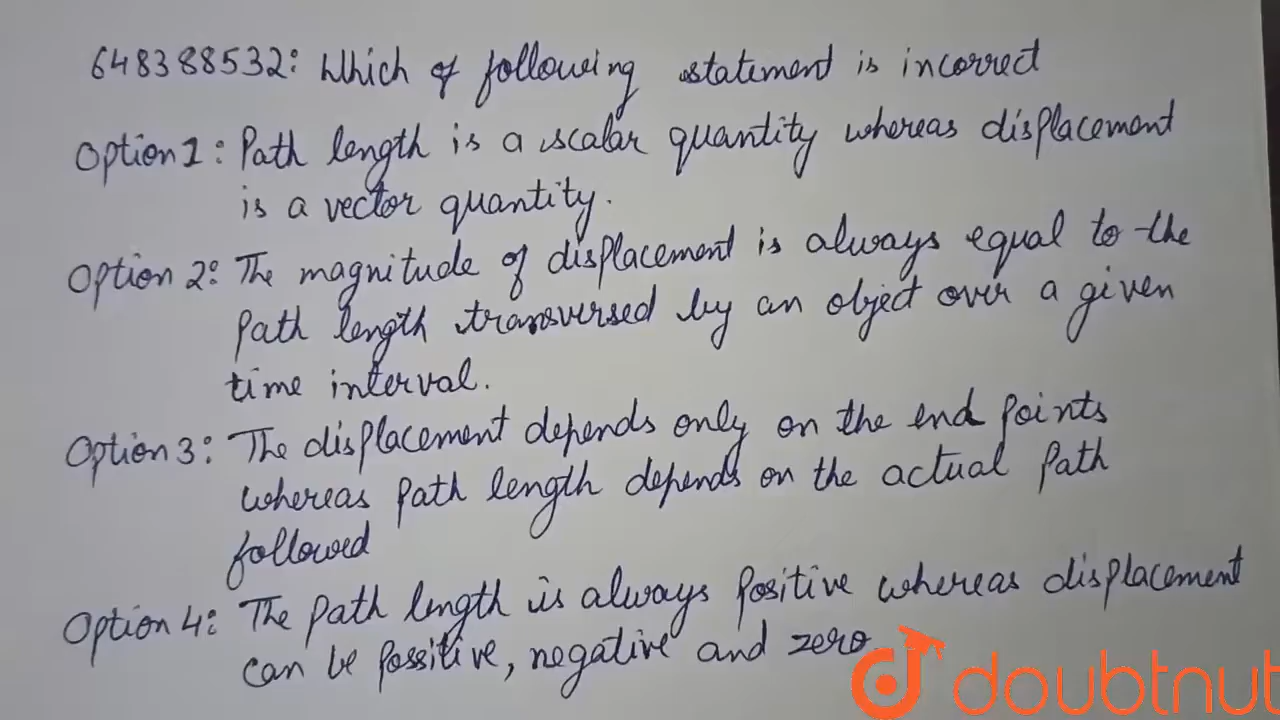 648388532: Which of following statement is incorrect
Option 1: Path length is a scalar quantity whereas displacement
is a vector quantity.
Option 2: The magnitude of displacement is always equal to the
Path length transversed by an object over a given
time interval.
Option 3: The displacement depends only on the end points
whereas path length depends on the actual path
followed
Option 4: The path length is always positive whereas displacement
can be possitive, negative and zero.
doubtnut